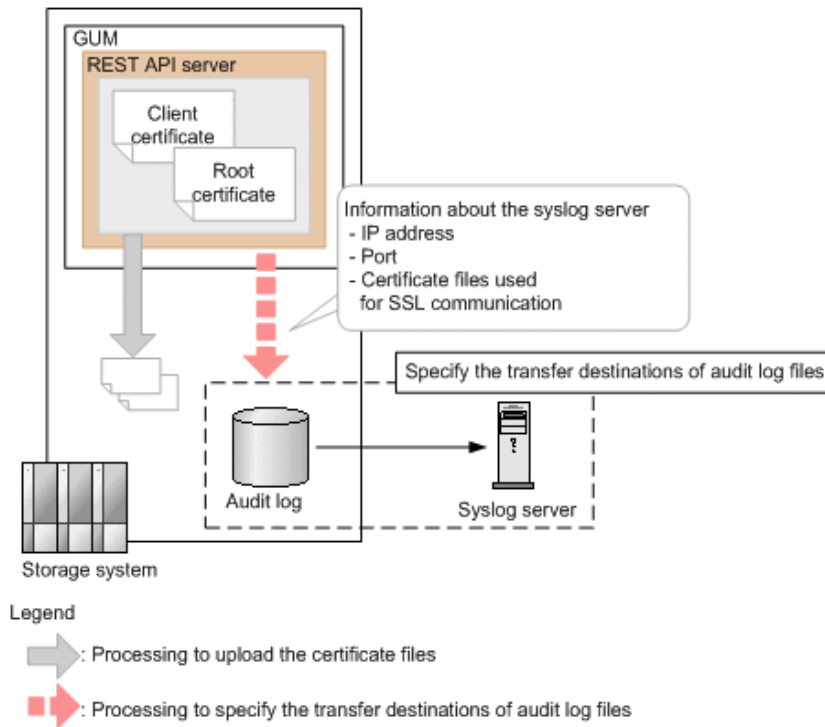 GUM
REST API server
Client
certificate
Root
certificate
Information about the syslog server
- IP address
- Port
- Certificate files used
for SSL communication
Specify the transfer destinations of audit log files
Audit log
Syslog server
Storage system
Legend
: Processing to upload the certificate files
: Processing to specify the transfer destinations of audit log files